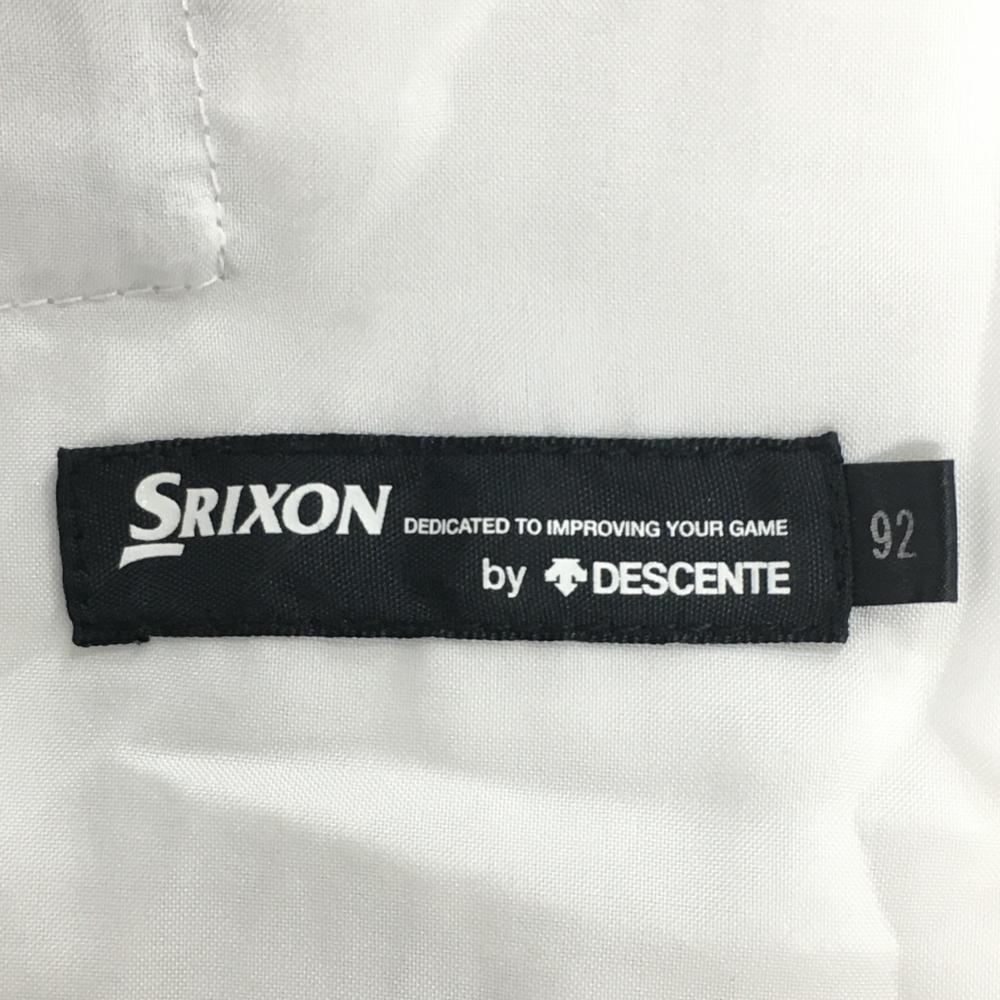 SRIXON DEDICATED TO IMPROVING YOUR GAME
by DESCENTE
92